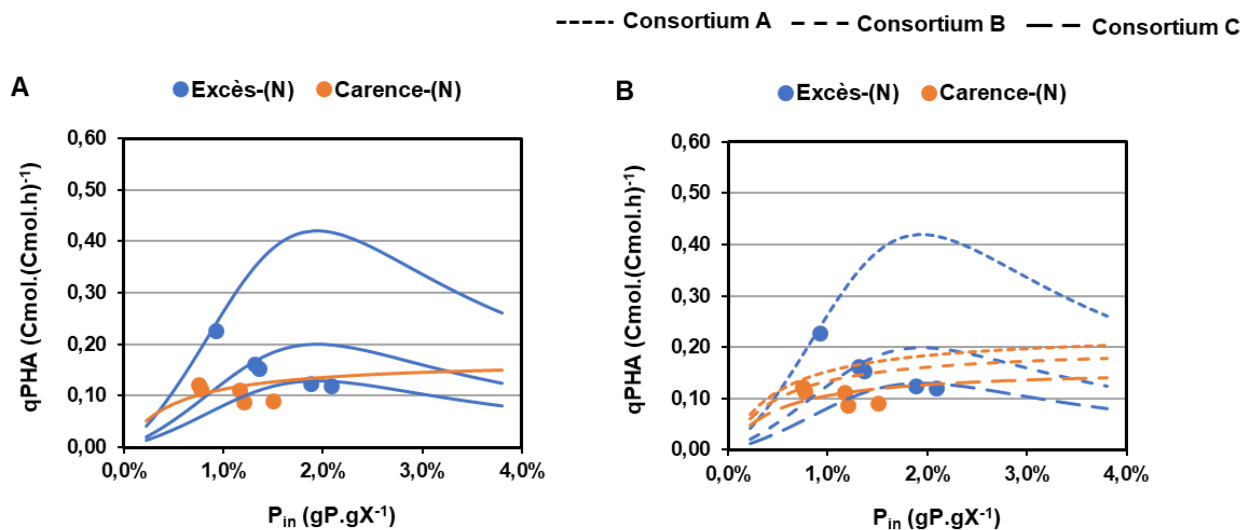 Consortium A Consortium B Consortium C
A
Excès-(N) Carence-(N)
qPHA (Cmol.(Cmol.h)⁻¹)
0,60
0,50
0,40
0,30
0,20
0,10
0,00
0,0% 1,0% 2,0% 3,0% 4,0%
P_in (gP.gX⁻¹)
B
Excès-(N) Carence-(N)
qPHA (Cmol.(Cmol.h)⁻¹)
0,60
0,50
0,40
0,30
0,20
0,10
0,00
0,0% 1,0% 2,0% 3,0% 4,0%
P_in (gP.gX⁻¹)